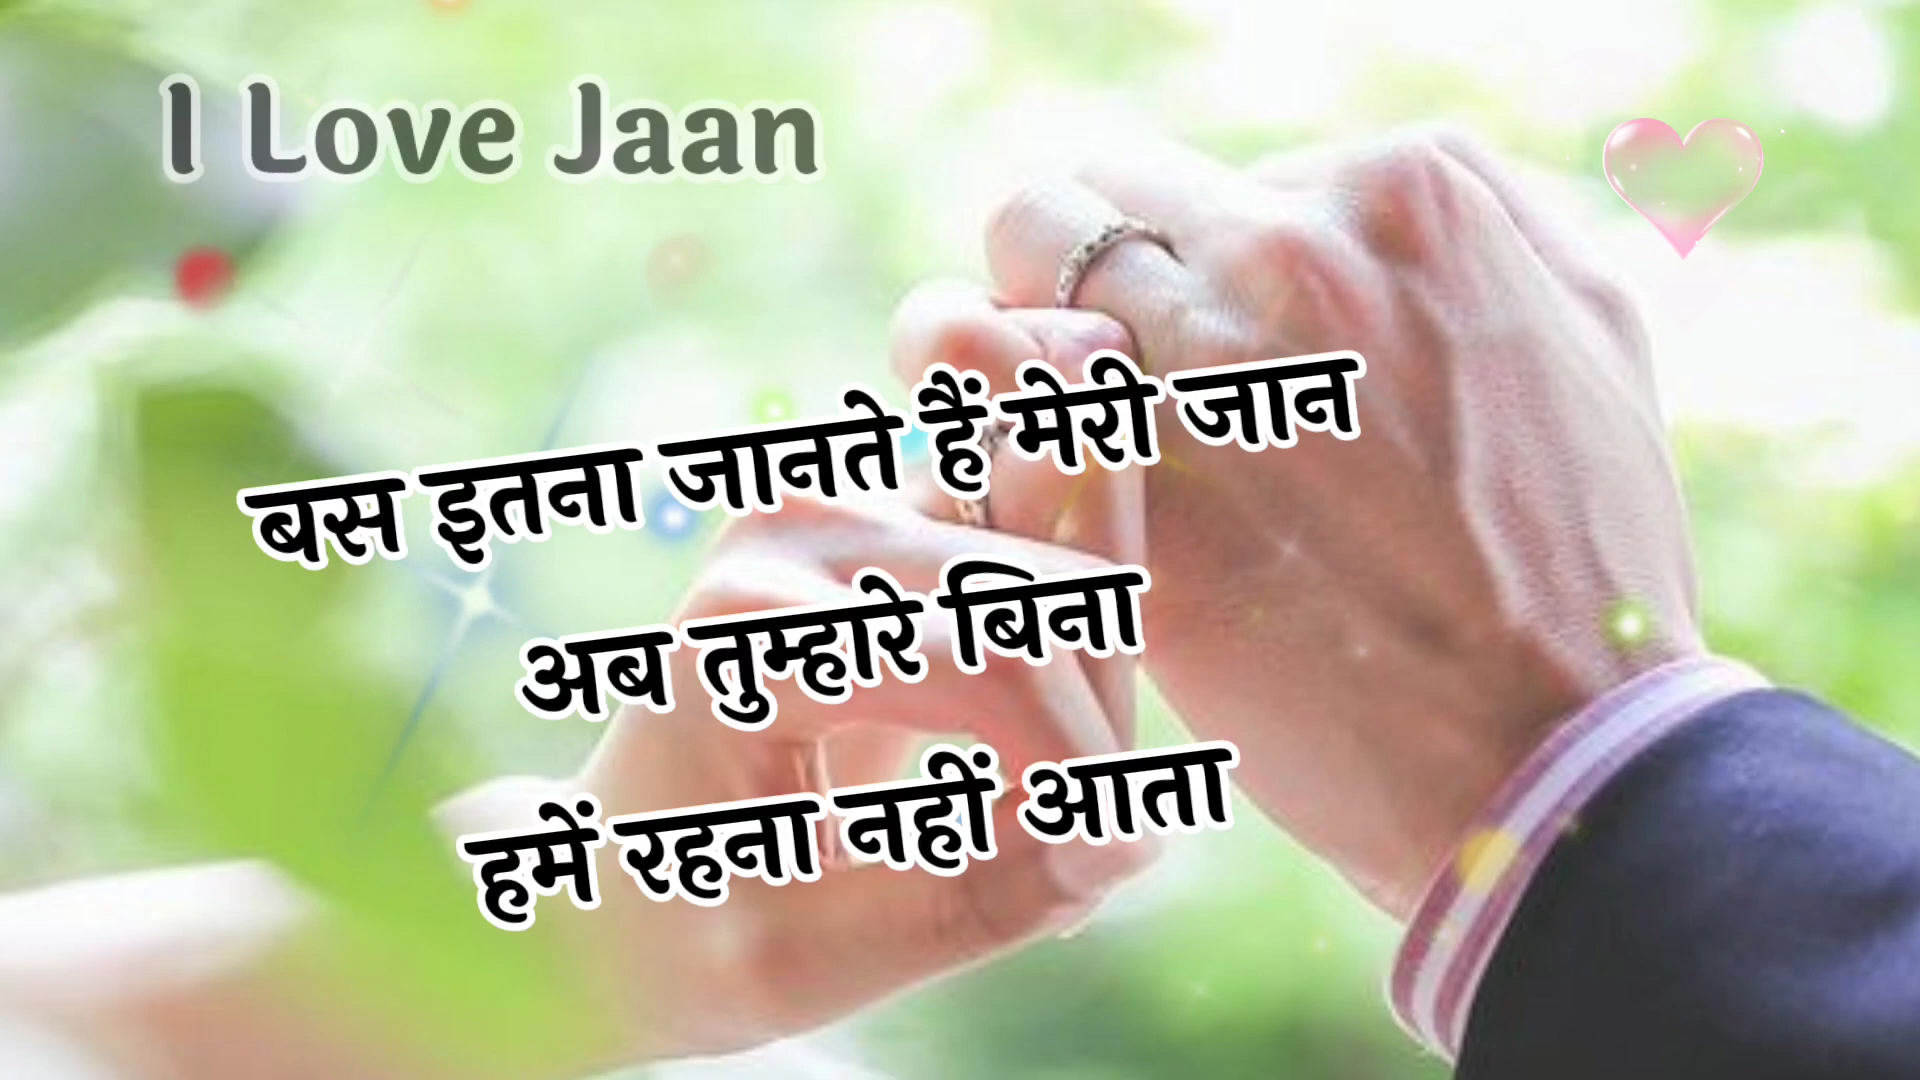 I Love Jaan
बस इतना जानते हैं मेरी जान
अब तुम्हारे बिना
हमें रहना नहीं आता